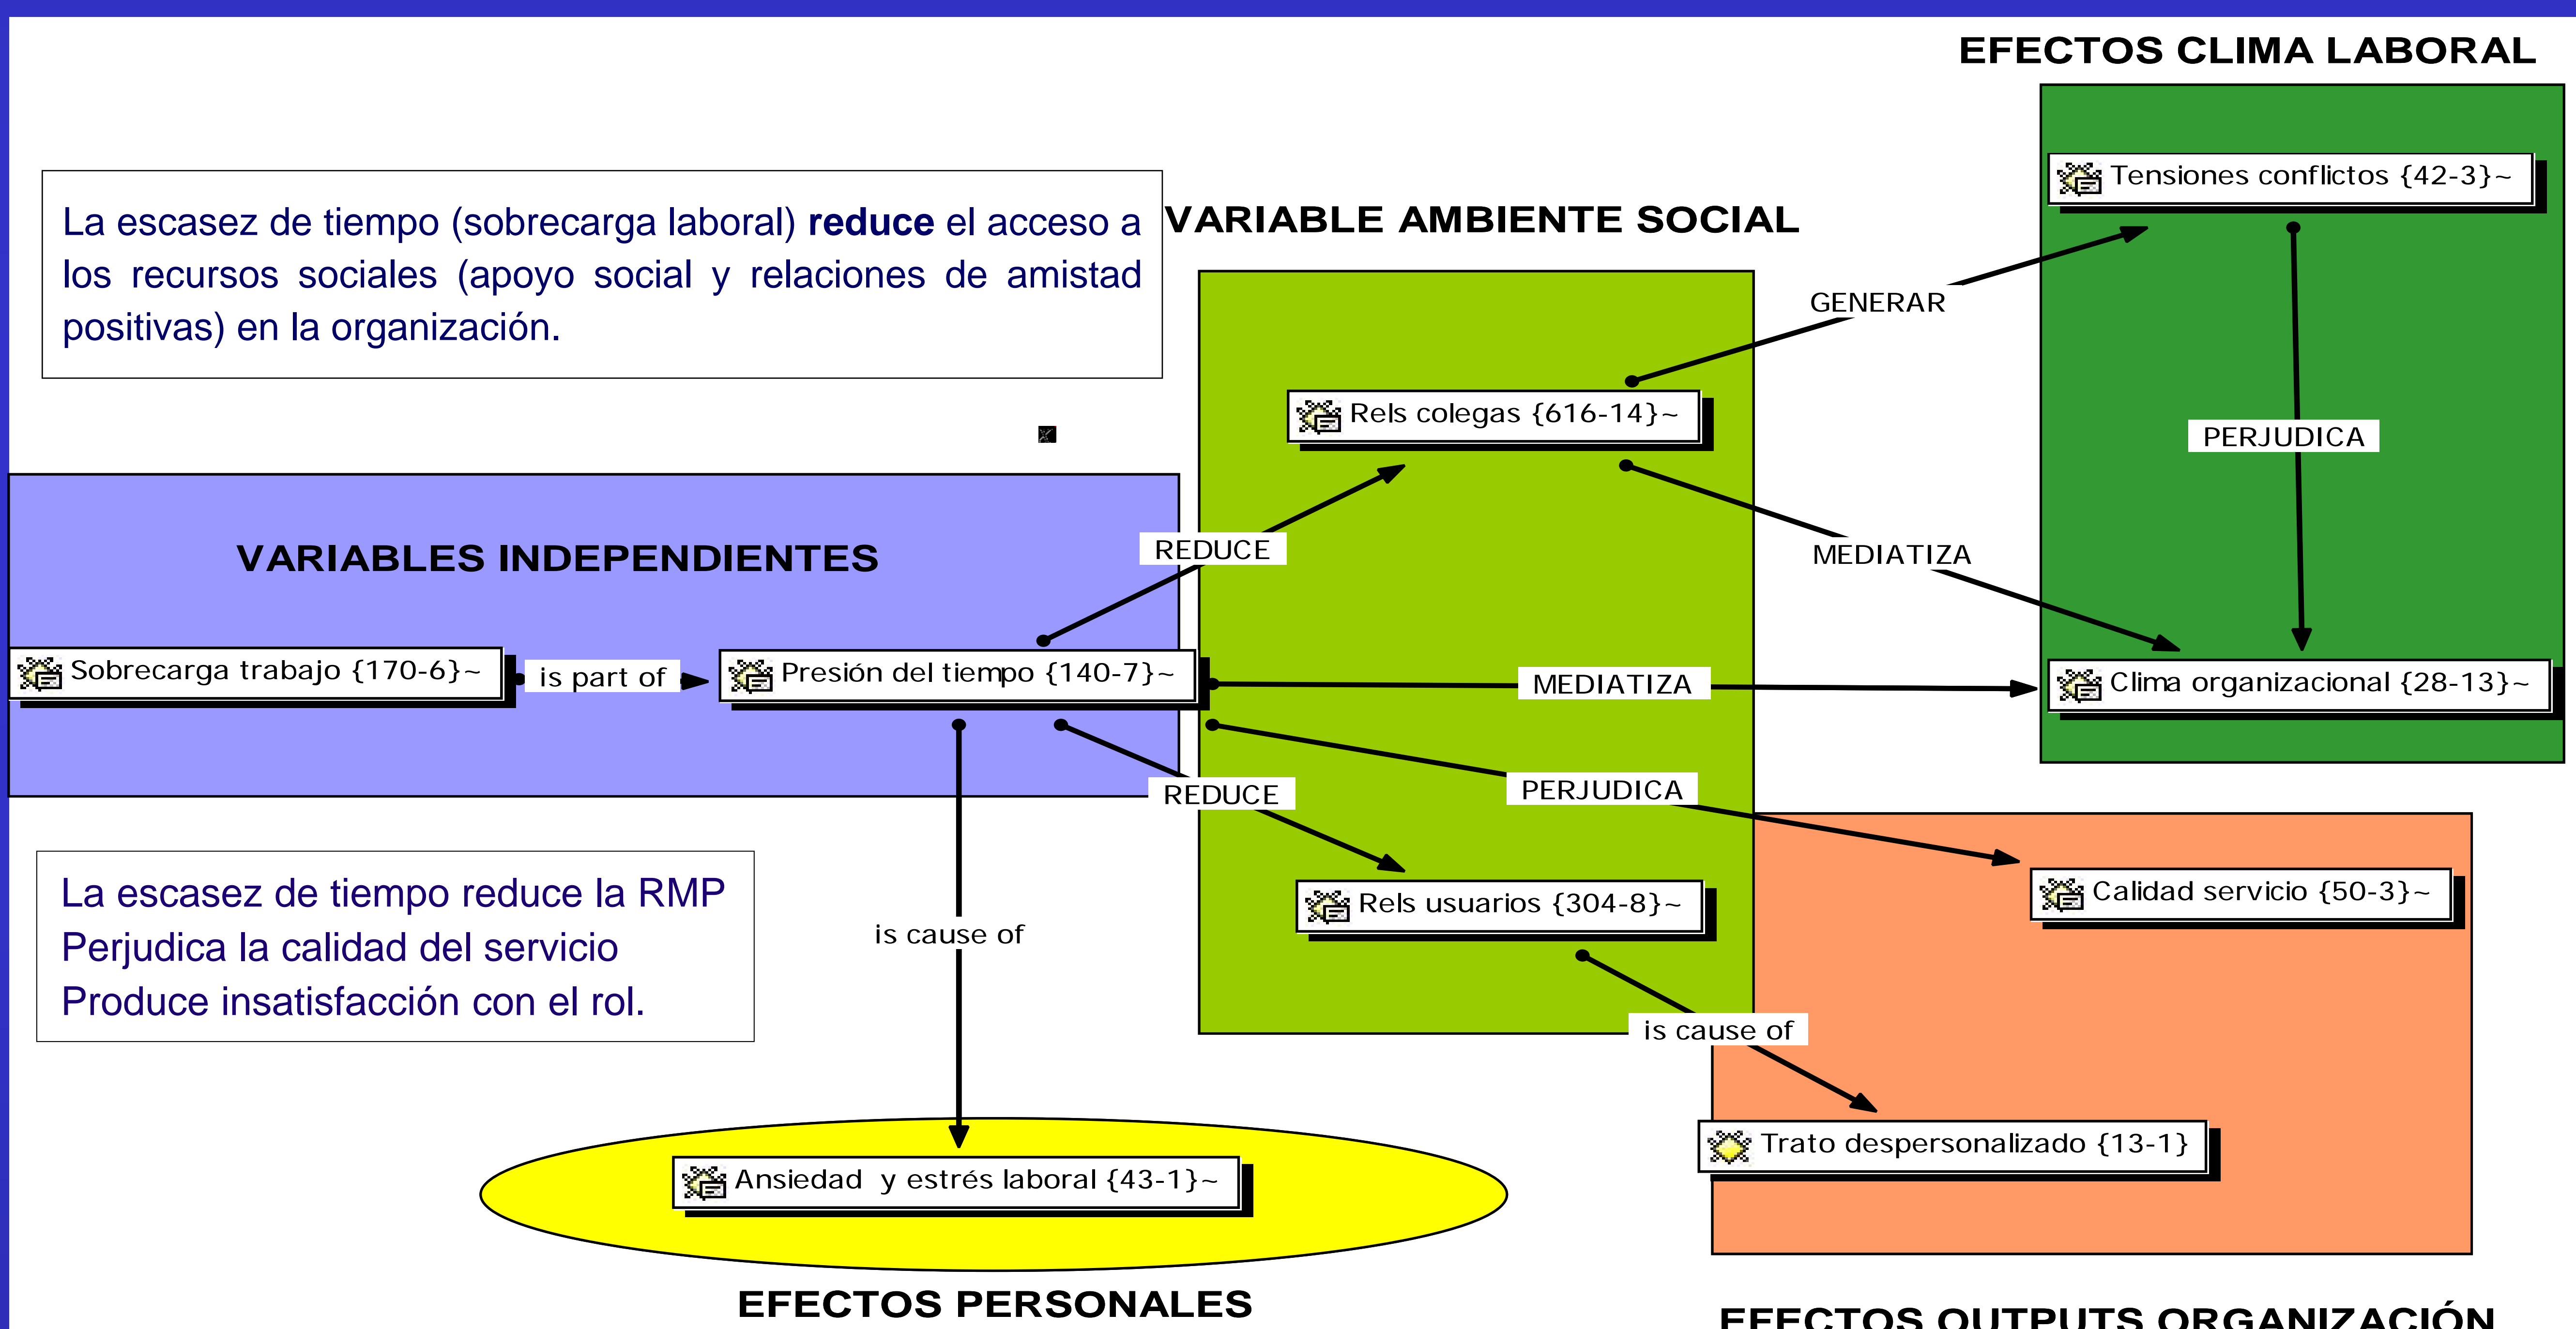 EFECTOS CLIMA LABORAL
Tensiones conflictos {42-3}~
La escasez de tiempo (sobrecarga laboral) reduce el acceso a
los recursos sociales (apoyo social y relaciones de amistad
positivas) en la organización.
VARIABLE AMBIENTE SOCIAL
GENERAR
Rels colegas {616-14}~
PERJUDICA
VARIABLES INDEPENDIENTES
REDUCE
MEDIATIZA
Sobrecarga trabajo {170-6}~
is part of
Presión del tiempo {140-7}~
MEDIATIZA
Clima organizacional {28-13}~
REDUCE
PERJUDICA
La escasez de tiempo reduce la RMP
Perjudica la calidad del servicio
Produce insatisfacción con el rol.
is cause of
Rels usuarios {304-8}~
Calidad servicio {50-3}~
is cause of
Trato despersonalizado {13-1}
Ansiedad y estrés laboral {43-1}~
EFECTOS PERSONALES
EFECTOS OUTPUTS ORGANIZACIÓN